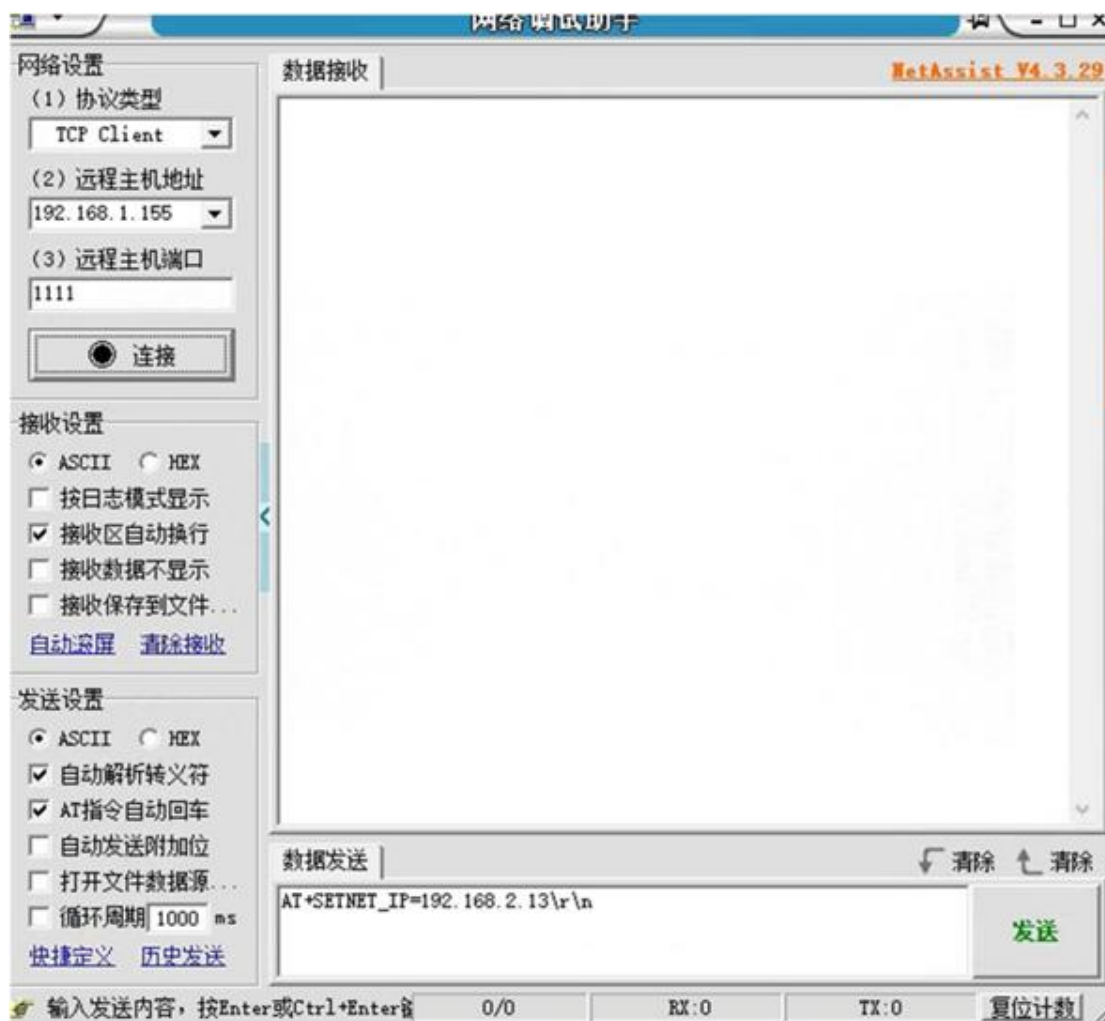 网络调试助手
网络设置
(1) 协议类型
TCP Client
(2) 远程主机地址
192.168.1.155
(3) 远程主机端口
1111
连接
接收设置
ASCII HEX
按日志模式显示
接收区自动换行
接收数据不显示
接收保存到文件...
自动滚屏 清除接收
发送设置
ASCII HEX
自动解析转义符
AT指令自动回车
自动发送附加位
打开文件数据源...
循环周期 1000 ms
快捷定义 历史发送
数据接收
NetAssist V4.3.29
数据发送
清除 清除
AT+SETNET_IP=192.168.2.13\r\n
发送
输入发送内容，按Enter或Ctrl+Enter 0/0 RX:0 TX:0 复位计数